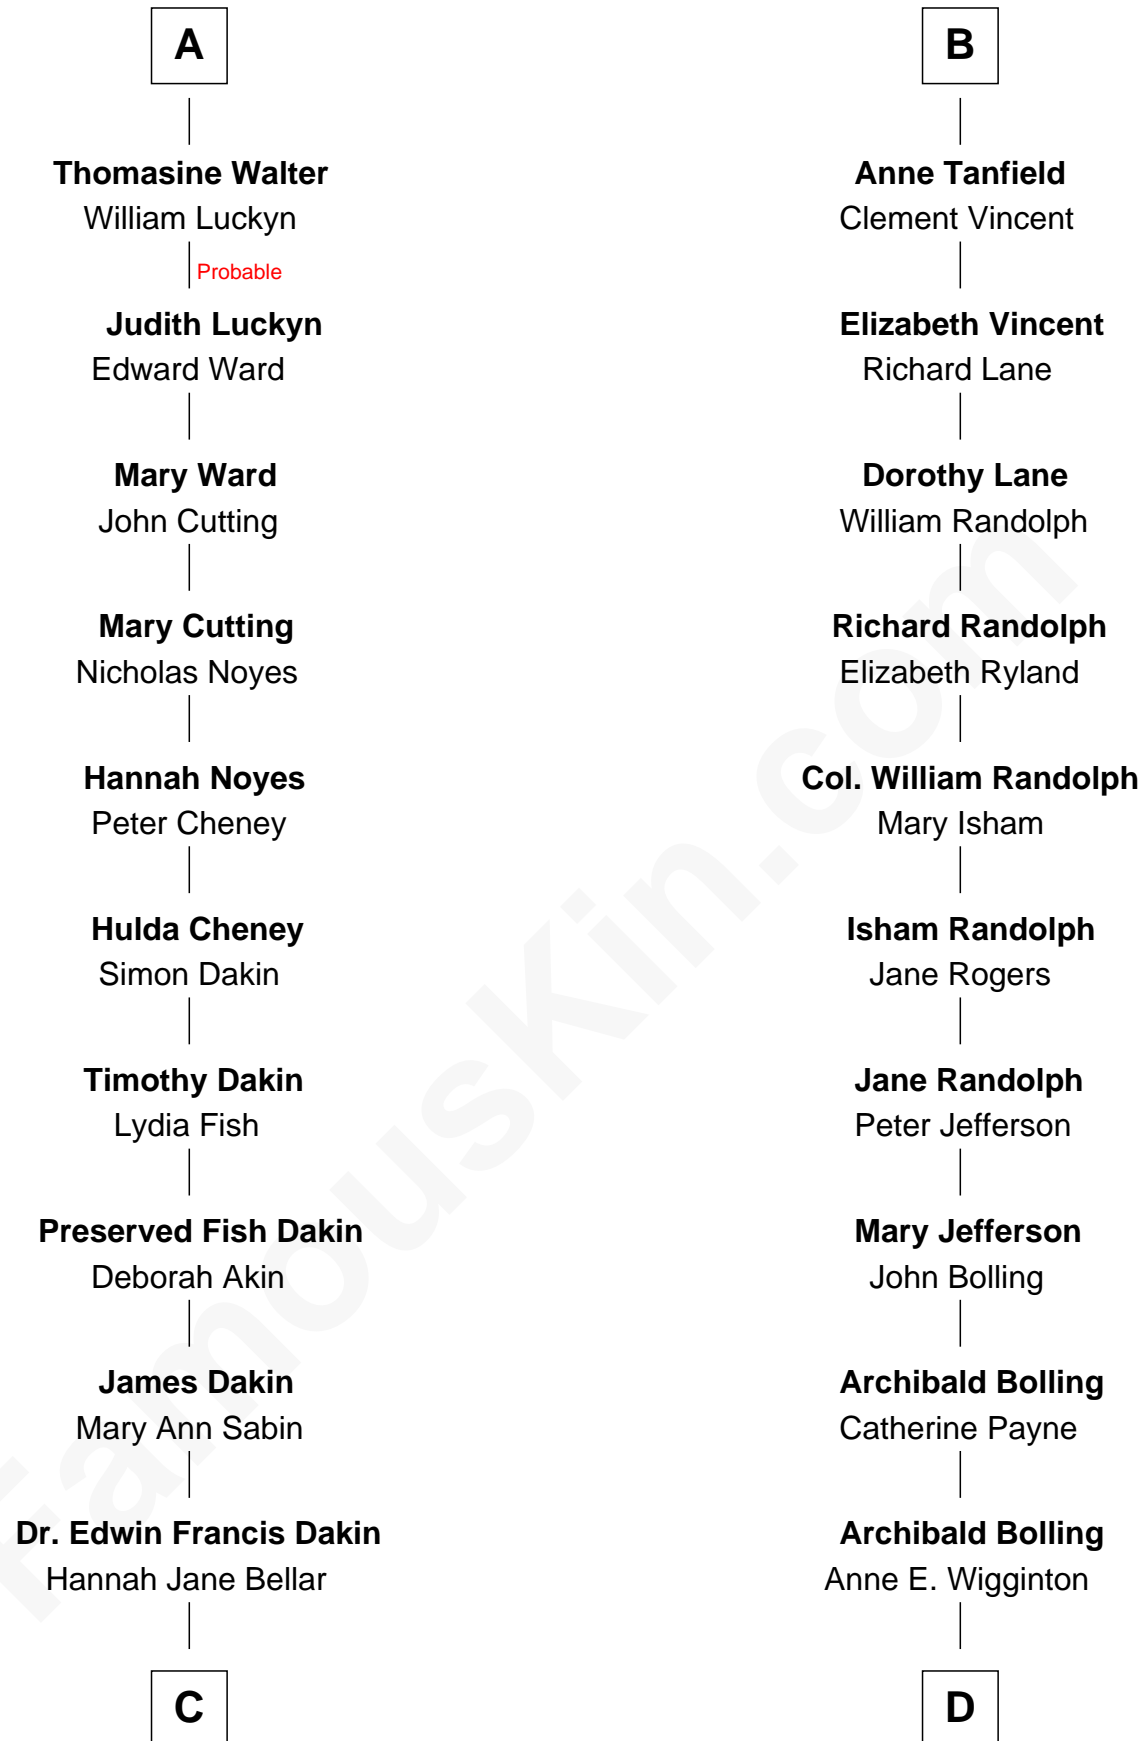 A
Thomasine Walter
William Luckyn
Probable
Judith Luckyn
Edward Ward
Mary Ward
John Cutting
Mary Cutting
Nicholas Noyes
Hannah Noyes
Peter Cheney
Hulda Cheney
Simon Dakin
Timothy Dakin
Lydia Fish
Preserved Fish Dakin
Deborah Akin
James Dakin
Mary Ann Sabin
Dr. Edwin Francis Dakin
Hannah Jane Bellar
C
B
Anne Tanfield
Clement Vincent
Elizabeth Vincent
Richard Lane
Dorothy Lane
William Randolph
Richard Randolph
Elizabeth Ryland
Col. William Randolph
Mary Isham
Isham Randolph
Jane Rogers
Jane Randolph
Peter Jefferson
Mary Jefferson
John Bolling
Archibald Bolling
Catherine Payne
Archibald Bolling
Anne E. Wigginton
D
FamousKin.com